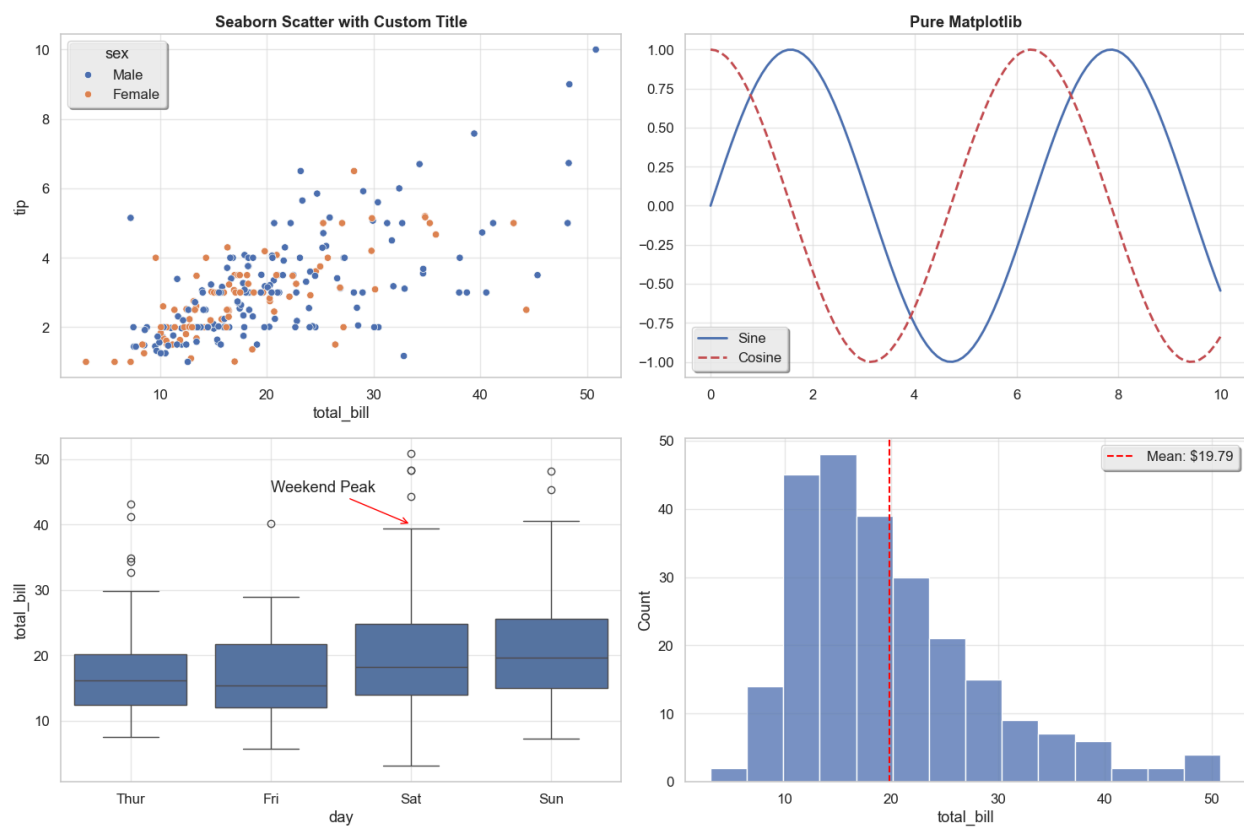 Seaborn Scatter with Custom Title
10
8
6
4
2
tip
sex
Male
Female
10
20
30
40
50
total_bill
Pure Matplotlib
1.00
0.75
0.50
0.25
0.00
−0.25
−0.50
−0.75
−1.00
Sine
Cosine
0
2
4
6
8
10
50
40
30
20
10
total_bill
Weekend Peak
Thur
Fri
Sat
Sun
day
50
40
30
20
10
0
Count
Mean: $19.79
10
20
30
40
50
total_bill